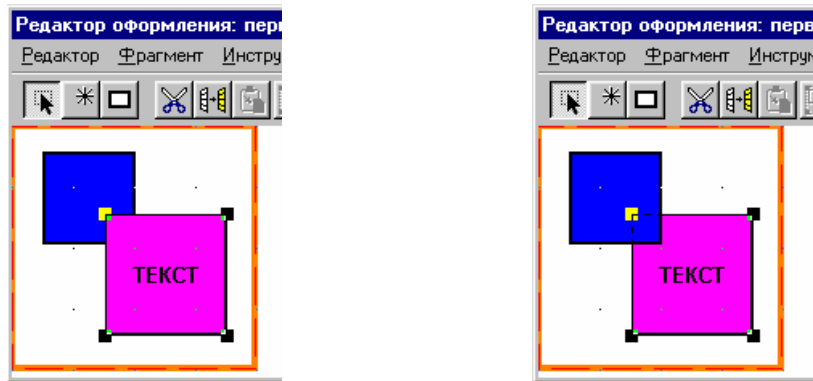 Редактор оформления: перв
Редактор Фрагмент Инстру
ТЕКСТ
Редактор оформления: перв
Редактор Фрагмент Инструм
ТЕКСТ